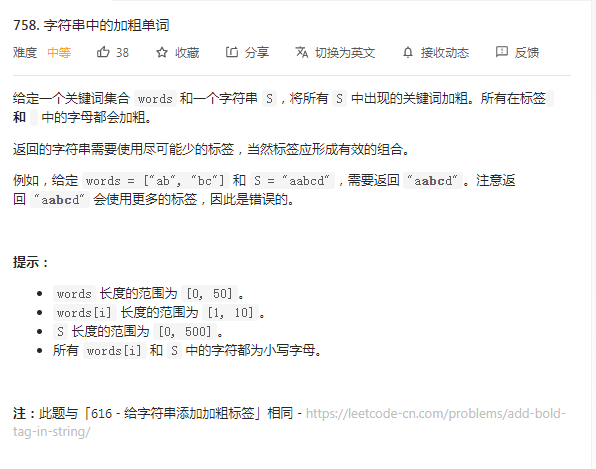 758. 字符串中的加粗单词
难度 中等 38 收藏 分享 切换为英文 接收动态 反馈
给定一个关键词集合 words 和一个字符串 S，将所有 S 中出现的关键词加粗。所有在标签
和 中的字母都会加粗。
返回的字符串需要使用尽可能少的标签，当然标签应形成有效的组合。
例如，给定 words = ["ab", "bc"] 和 S = "aabcd"，需要返回 "aabcd"。注意返
回 "aabcd" 会使用更多的标签，因此是错误的。
提示：
• words 长度的范围为 [0, 50]。
• words[i] 长度的范围为 [1, 10]。
• S 长度的范围为 [0, 500]。
• 所有 words[i] 和 S 中的字符都为小写字母。
注：此题与「616 - 给字符串添加加粗标签」相同 - https://leetcode-cn.com/problems/add-bold-
tag-in-string/